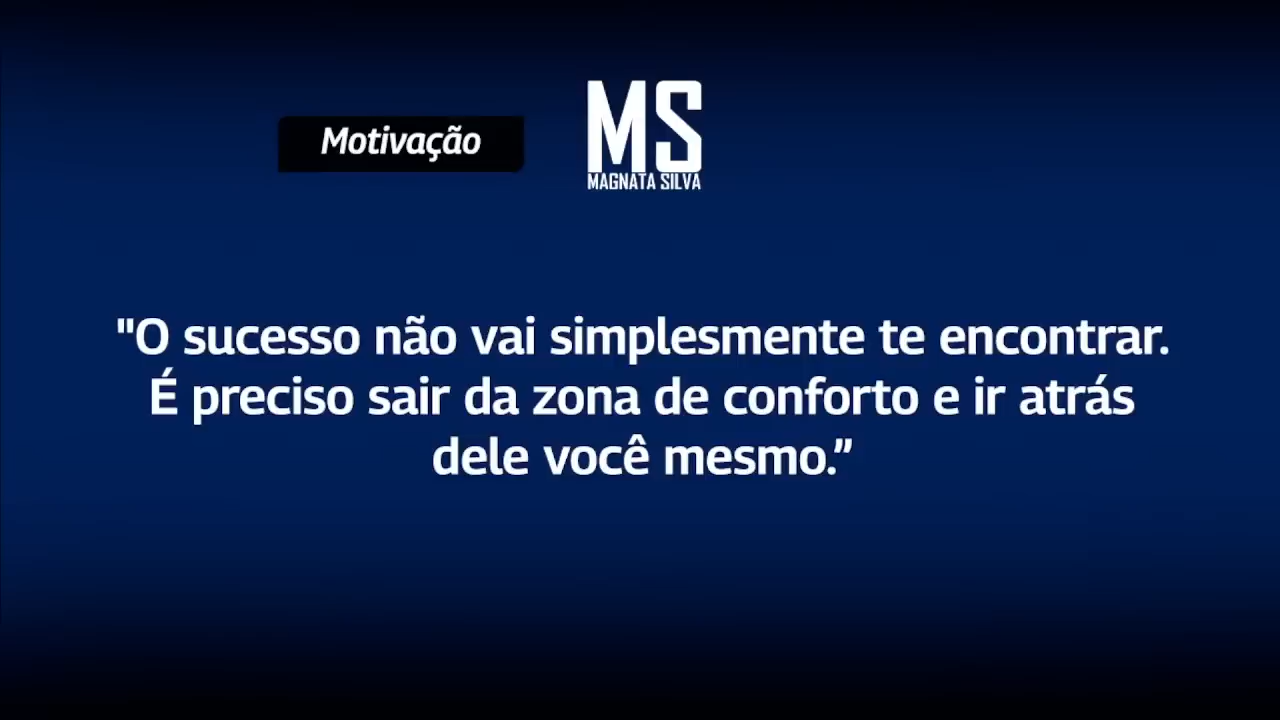 Motivação
MS
MAGNATA SILVA
"O sucesso não vai simplesmente te encontrar.
É preciso sair da zona de conforto e ir atrás
dele você mesmo.”